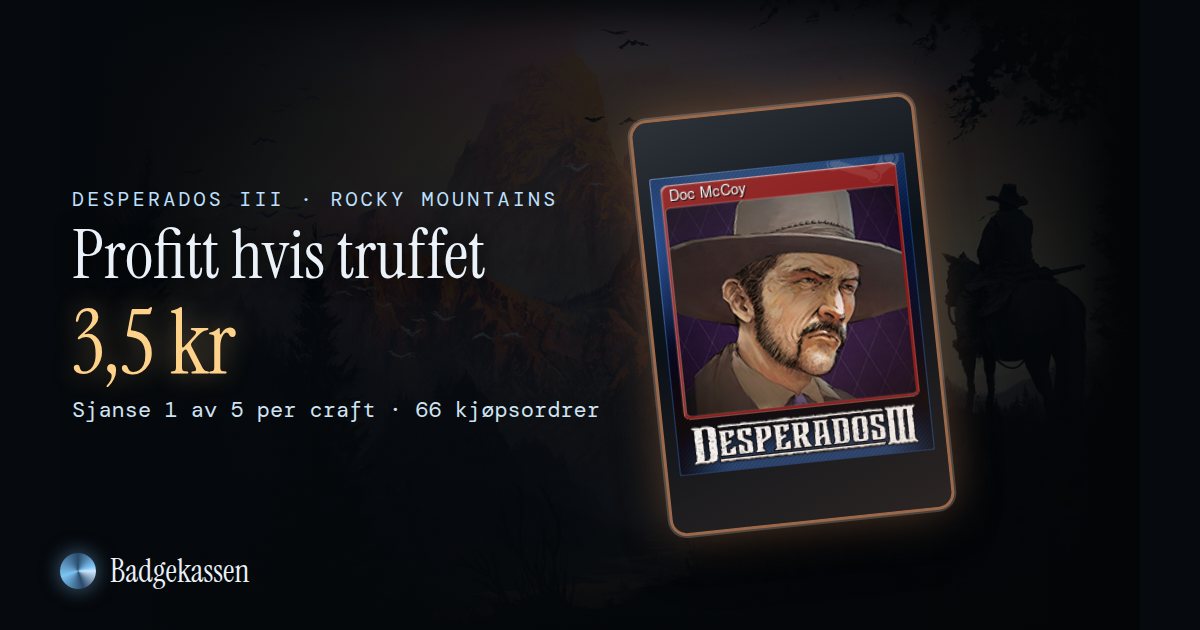 DESPERADOS III · ROCKY MOUNTAINS
Profitt hvis truffet
3,5 kr
Sjanse 1 av 5 per craft · 66 kjøpsordrer
Doc McCoy
DESPERADOS III
Badgekassen